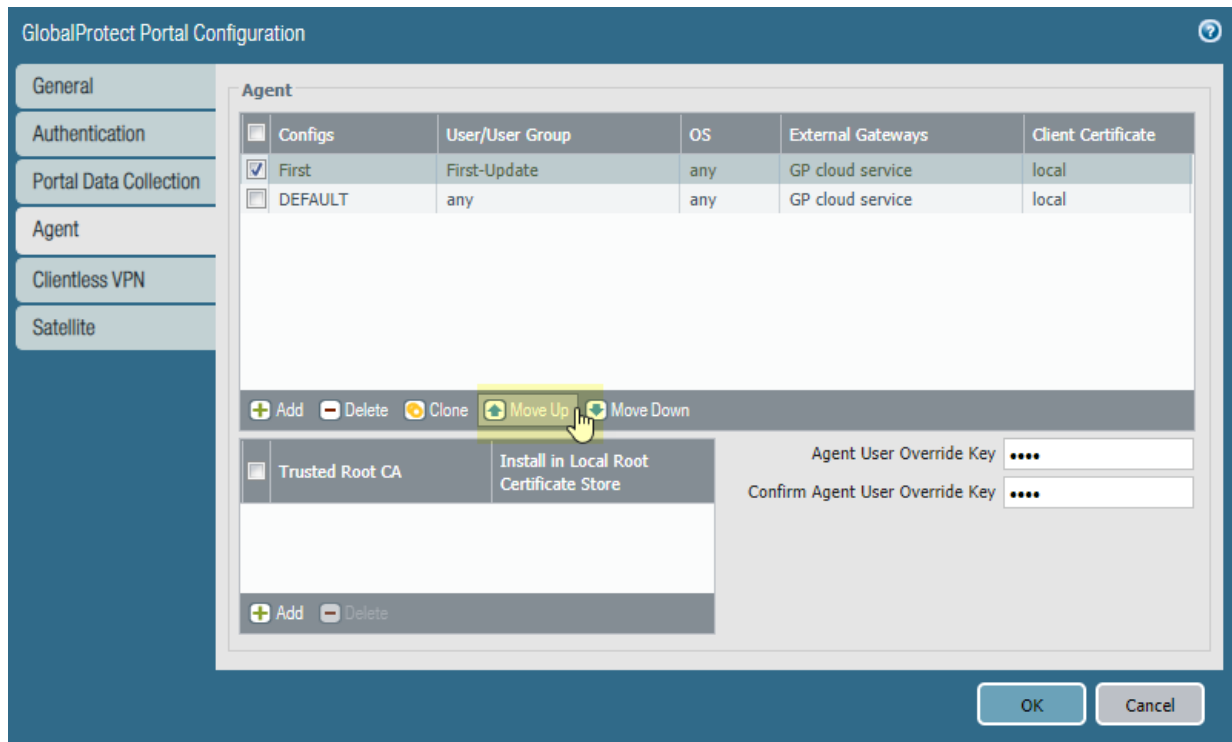 GlobalProtect Portal Configuration
General
Authentication
Portal Data Collection
Agent
Clientless VPN
Satellite
Agent
Configs User/User Group OS External Gateways Client Certificate
First First-Update any GP cloud service local
DEFAULT any any GP cloud service local
Add Delete Clone Move Up Move Down
Trusted Root CA Install in Local Root
Certificate Store
Add Delete
Agent User Override Key ••••
Confirm Agent User Override Key ••••
OK Cancel